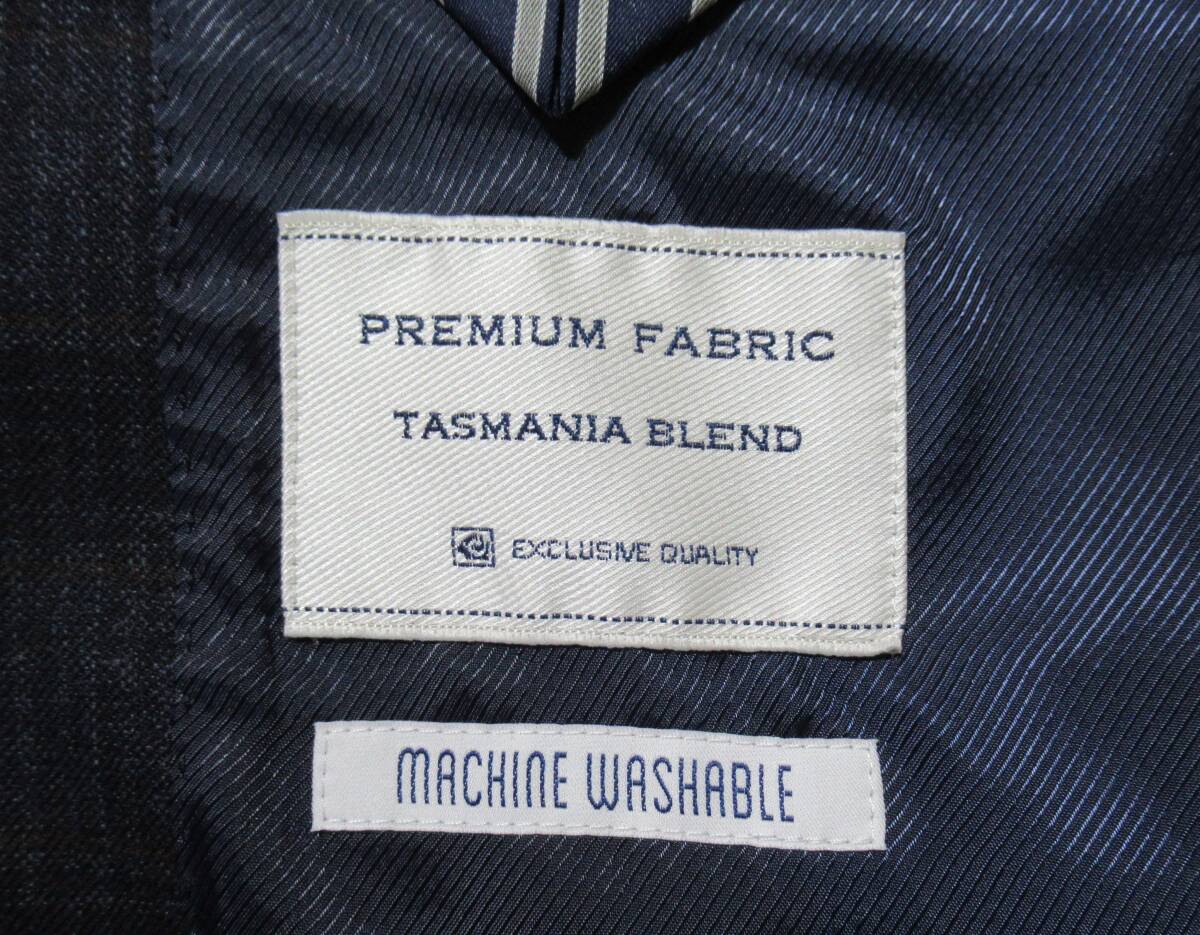 PREMIUM FABRIC
TASMANIA BLEND
EXCLUSIVE QUALITY
MACHINE WASHABLE